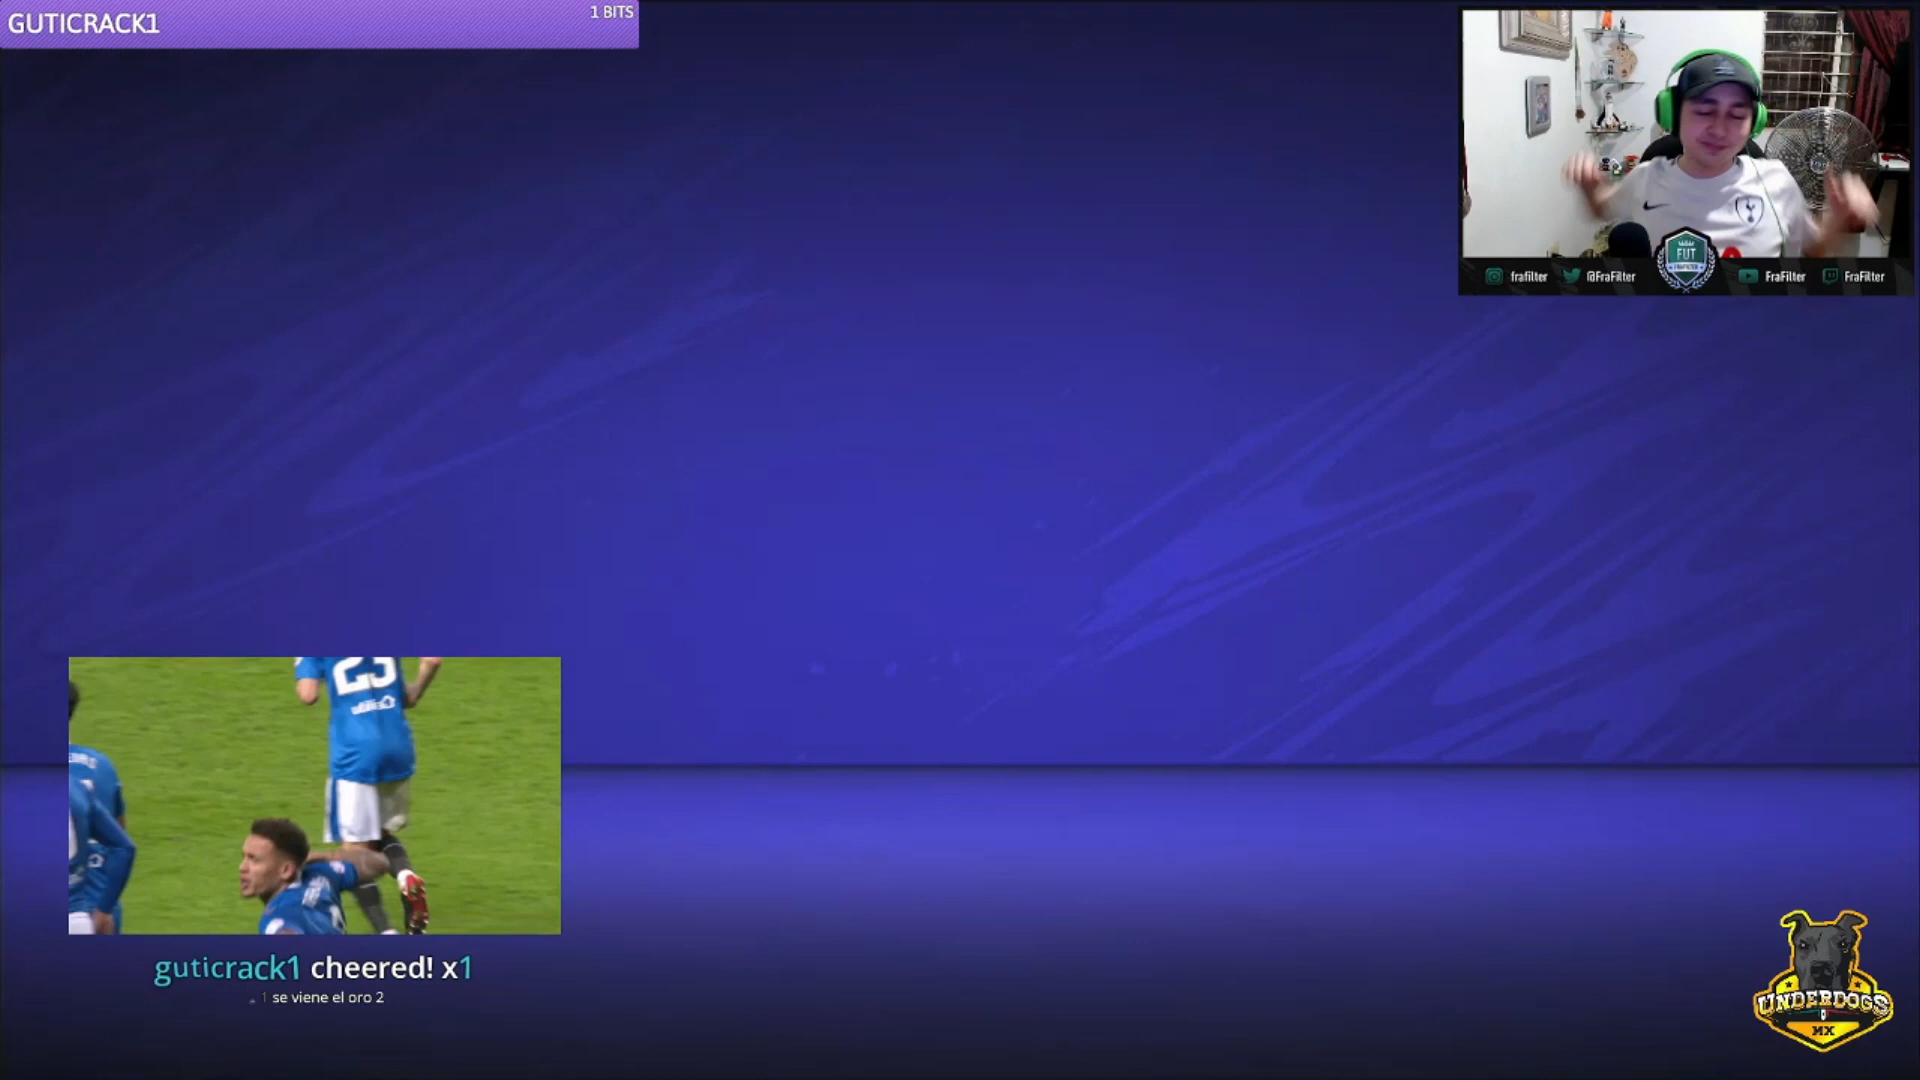 GUTICRACK1
1 BITS
FUT
frafilter
@FraFilter
FraFilter
FraFilter
23
guticrack1 cheered! x1
1 se viene el oro 2
UNDERDOGS
MX